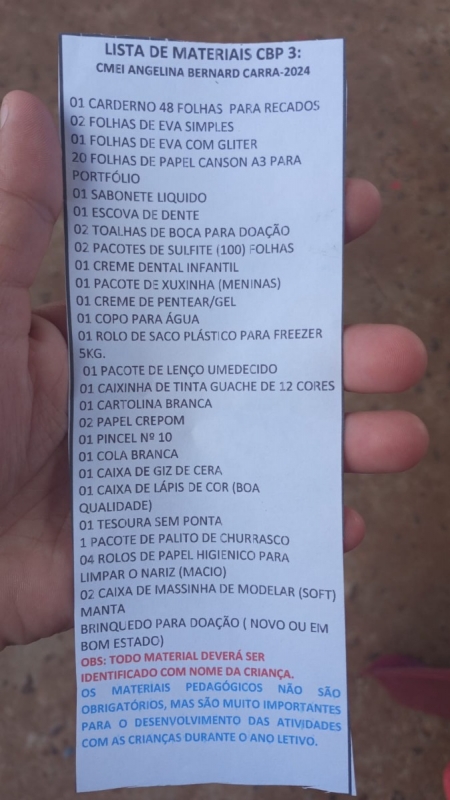 LISTA DE MATERIAIS CBP 3:
CMEI ANGELINA BERNARD CARRA-2024
01 CARDERNO 48 FOLHAS PARA RECADOS
02 FOLHAS DE EVA SIMPLES
01 FOLHAS DE EVA COM GLITER
20 FOLHAS DE PAPEL CANSON A3 PARA
PORTFÓLIO
01 SABONETE LIQUIDO
01 ESCOVA DE DENTE
02 TOALHAS DE BOCA PARA DOAÇÃO
02 PACOTES DE SULFITE (100) FOLHAS
01 CREME DENTAL INFANTIL
01 PACOTE DE XUXINHA (MENINAS)
01 CREME DE PENTEAR/GEL
01 COPO PARA ÁGUA
01 ROLO DE SACO PLÁSTICO PARA FREEZER
5KG.
01 PACOTE DE LENÇO UMEDECIDO
01 CAIXINHA DE TINTA GUACHE DE 12 CORES
01 CARTOLINA BRANCA
02 PAPEL CREPOM
01 PINCEL Nº 10
01 COLA BRANCA
01 CAIXA DE GIZ DE CERA
01 CAIXA DE LÁPIS DE COR (BOA
QUALIDADE)
01 TESOURA SEM PONTA
1 PACOTE DE PALITO DE CHURRASCO
04 ROLOS DE PAPEL HIGIENICO PARA
LIMPAR O NARIZ (MACIO)
02 CAIXA DE MASSINHA DE MODELAR (SOFT)
MANTA
BRINQUEDO PARA DOAÇÃO ( NOVO OU EM
BOM ESTADO)
OBS: TODO MATERIAL DEVERÁ SER
IDENTIFICADO COM NOME DA CRIANÇA.
OS MATERIAIS PEDAGÓGICOS NÃO SÃO
OBRIGATÓRIOS, MAS SÃO MUITO IMPORTANTES
PARA O DESENVOLVIMENTO DAS ATIVIDADES
COM AS CRIANÇAS DURANTE O ANO LETIVO.